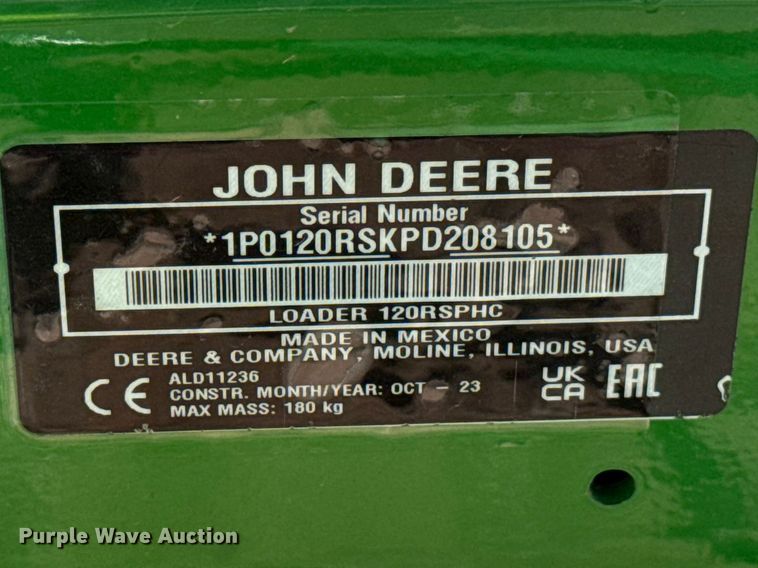 JOHN DEERE
Serial Number
*1P0120RSKPD208105*
LOADER 120RSPHC
MADE IN MEXICO
DEERE & COMPANY, MOLINE, ILLINOIS, USA
CE
ALD11236
CONSTR. MONTH/YEAR: OCT - 23
MAX MASS: 180 kg
UK
CA
EAC
Purple Wave Auction®